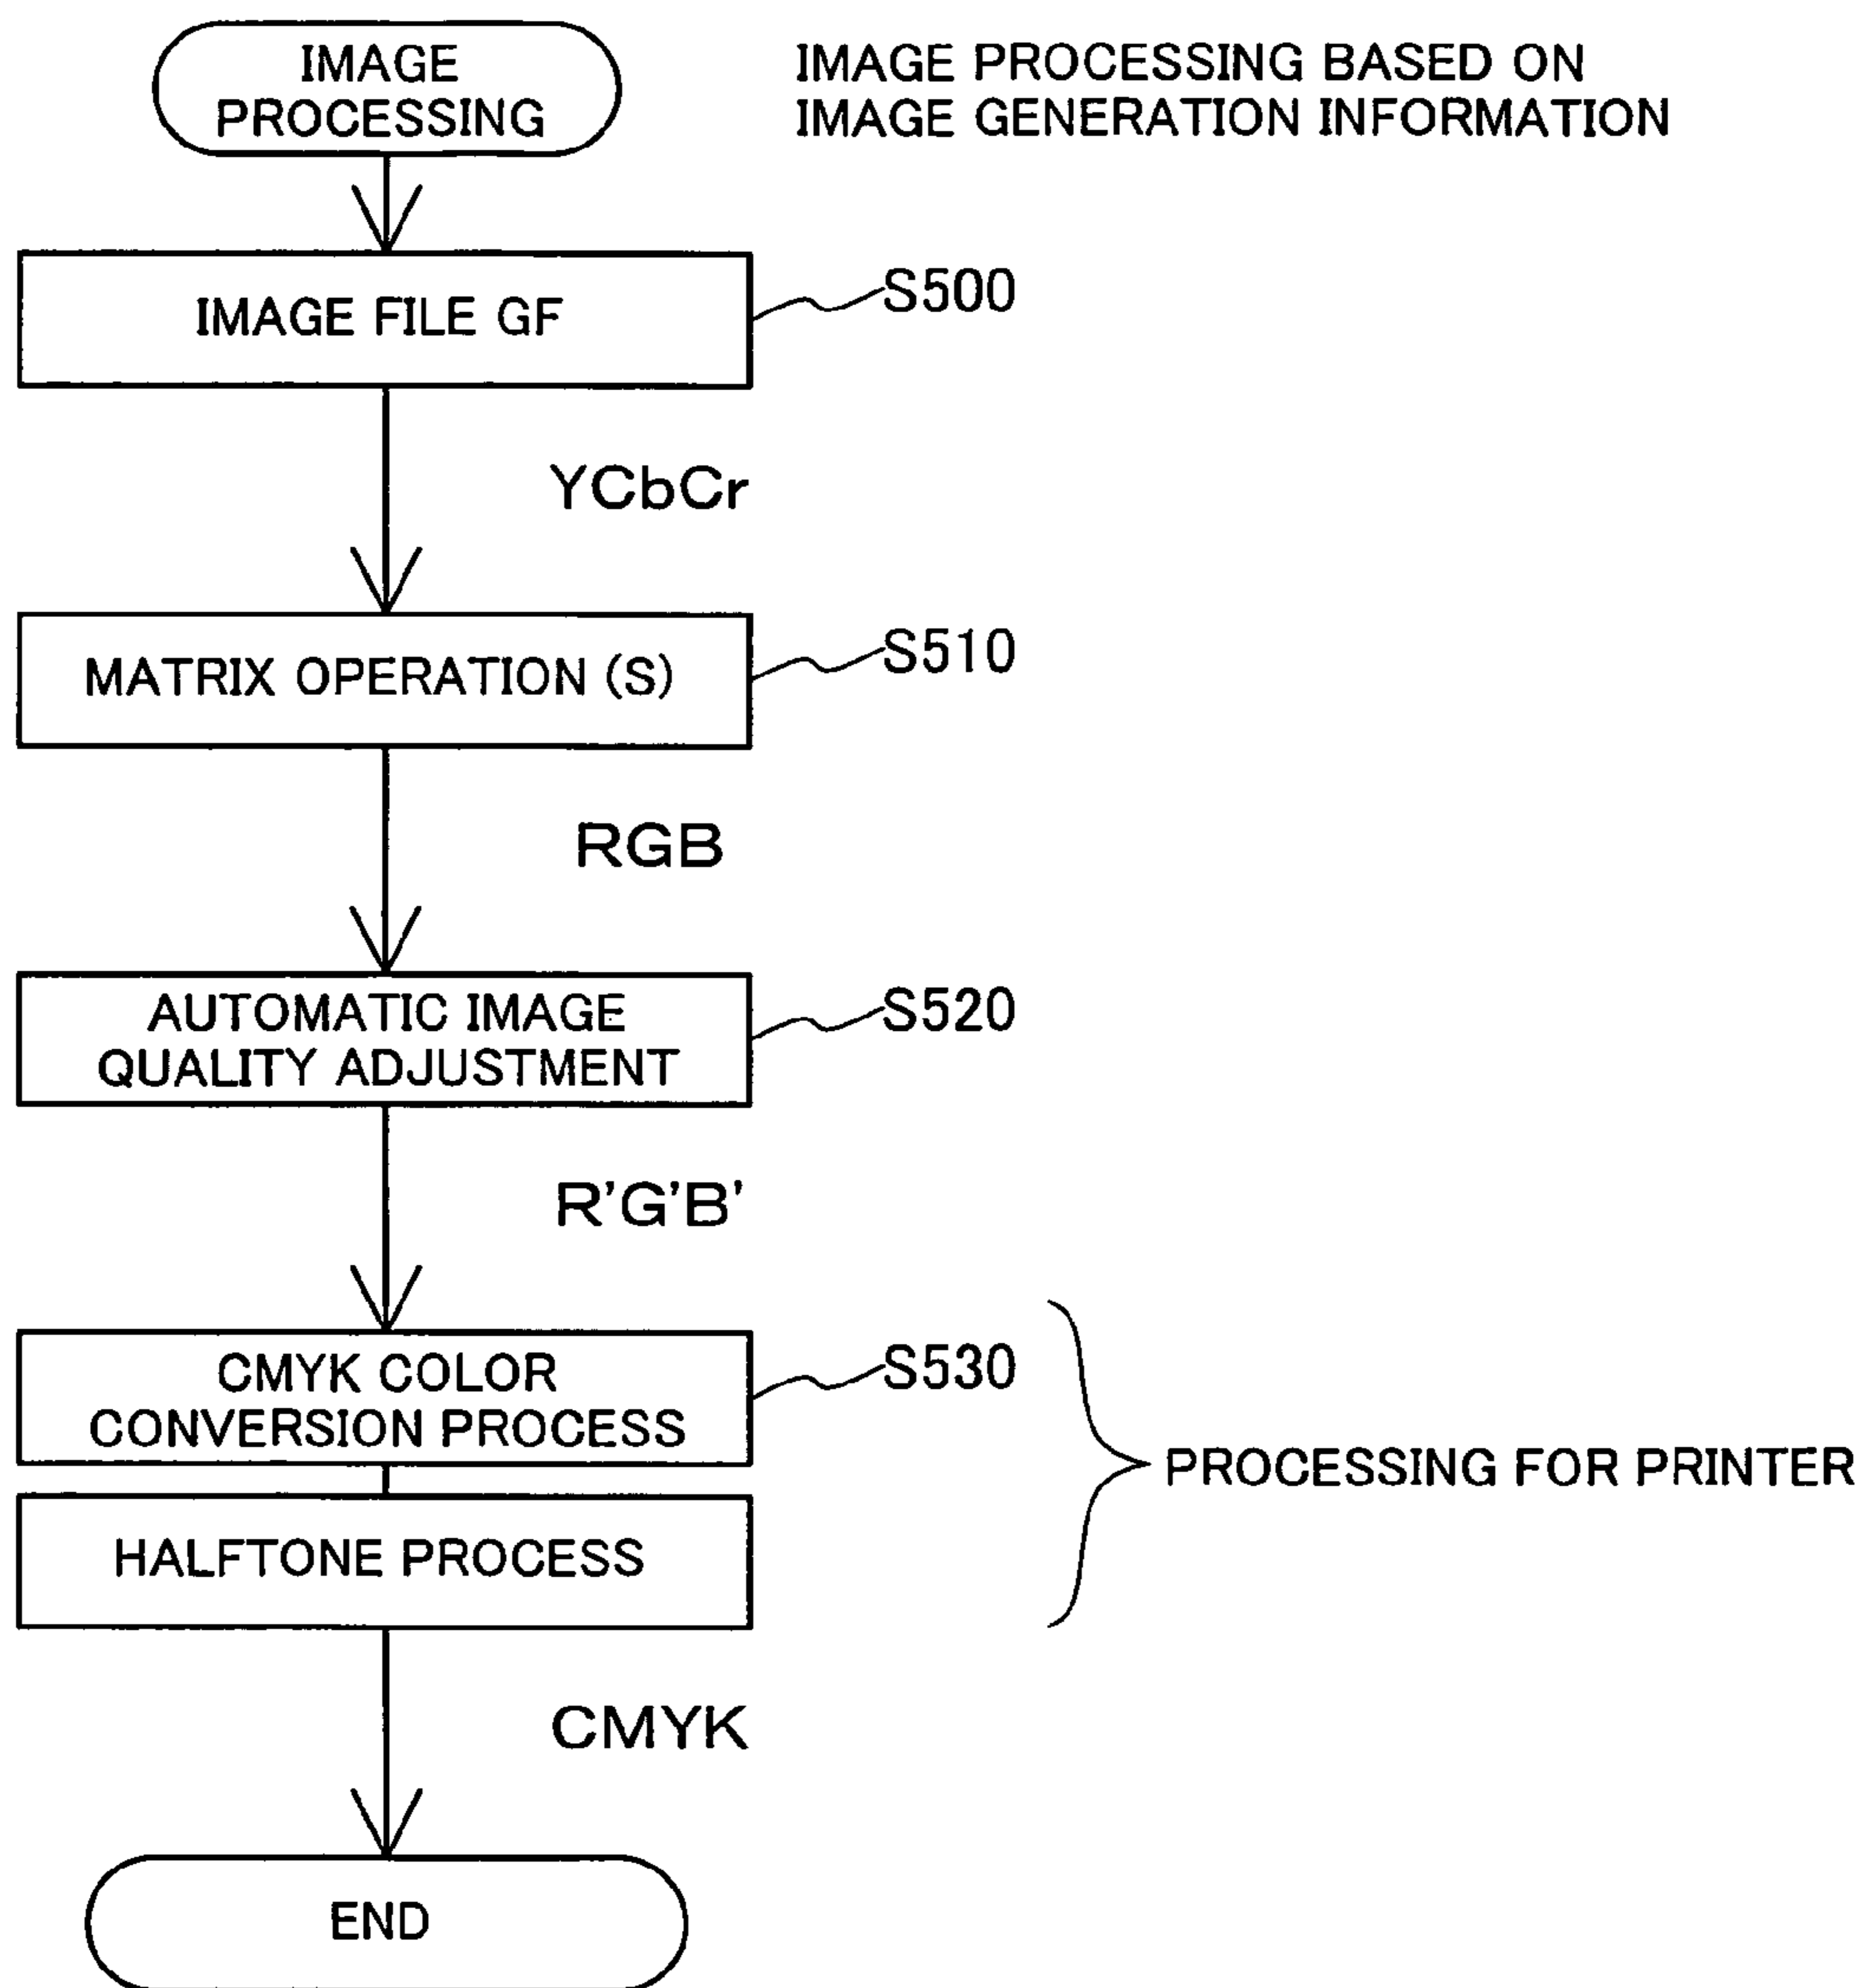 IMAGE
PROCESSING
IMAGE PROCESSING BASED ON
IMAGE GENERATION INFORMATION
IMAGE FILE GF
S500
YCbCr
MATRIX OPERATION (S)
S510
RGB
AUTOMATIC IMAGE
QUALITY ADJUSTMENT
S520
R'G'B'
CMYK COLOR
CONVERSION PROCESS
S530
PROCESSING FOR PRINTER
HALFTONE PROCESS
CMYK
END